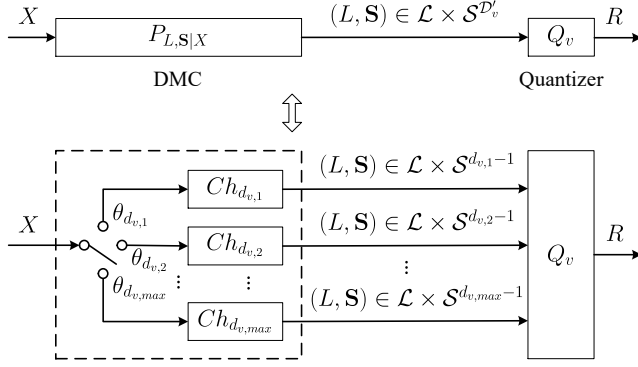 X
P_{L,𝐒|X}
(L, 𝐒) ∈ 𝓛 × 𝓢^{𝓓′_v}
Q_v
R
DMC
Quantizer
(L, 𝐒) ∈ 𝓛 × 𝓢^{d_{v,1}−1}
Ch_{d_{v,1}}
θ_{d_{v,1}}
(L, 𝐒) ∈ 𝓛 × 𝓢^{d_{v,2}−1}
X
Ch_{d_{v,2}}
Q_v
R
θ_{d_{v,2}}
⋮ ⋮ ⋮
θ_{d_{v,max}}
(L, 𝐒) ∈ 𝓛 × 𝓢^{d_{v,max}−1}
Ch_{d_{v,max}}